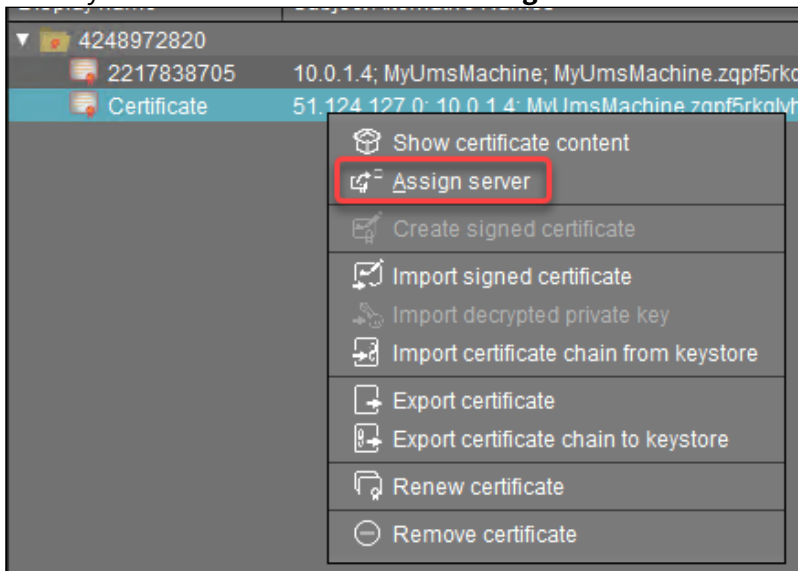 4248972820
2217838705 10.0.1.4; MyUmsMachine; MyUmsMachine.zqpf5rkq
Certificate 51.124.127.0; 10.0.1.4; MyUmsMachine.zqpf5rkqlvh
Show certificate content
Assign server
Create signed certificate
Import signed certificate
Import decrypted private key
Import certificate chain from keystore
Export certificate
Export certificate chain to keystore
Renew certificate
Remove certificate